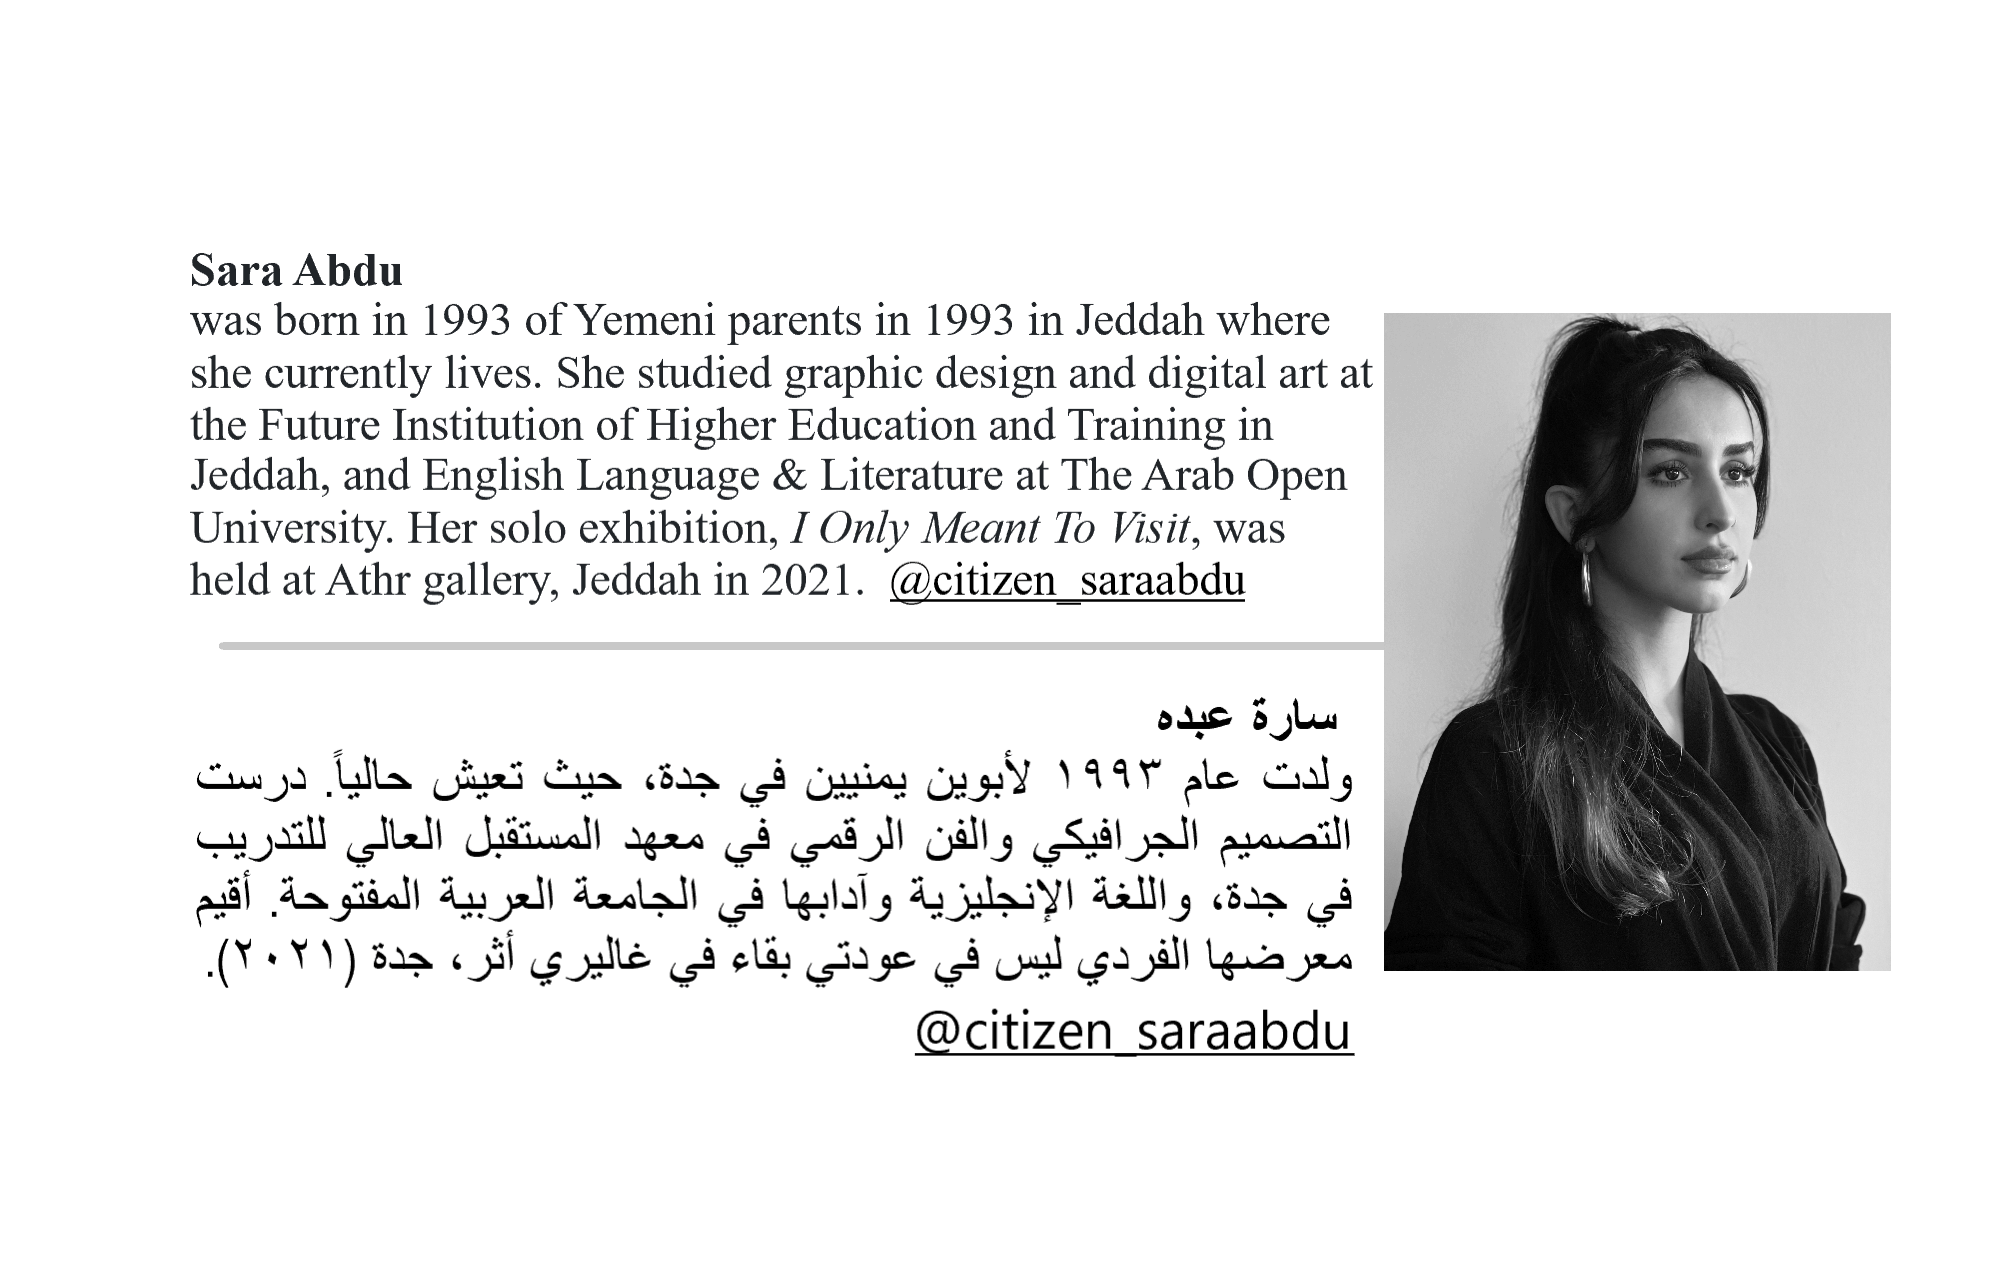 Sara Abdu
was born in 1993 of Yemeni parents in 1993 in Jeddah where
she currently lives. She studied graphic design and digital art at
the Future Institution of Higher Education and Training in
Jeddah, and English Language & Literature at The Arab Open
University. Her solo exhibition, I Only Meant To Visit, was
held at Athr gallery, Jeddah in 2021. @citizen_saraabdu
سارة عبده
ولدت عام ١٩٩٣ لأبوين يمنيين في جدة، حيث تعيش حالياً. درست
التصميم الجرافيكي والفن الرقمي في معهد المستقبل العالي للتدريب
في جدة، واللغة الإنجليزية وآدابها في الجامعة العربية المفتوحة. أقيم
معرضها الفردي ليس في عودتي بقاء في غاليري أثر، جدة (٢٠٢١).
@citizen_saraabdu